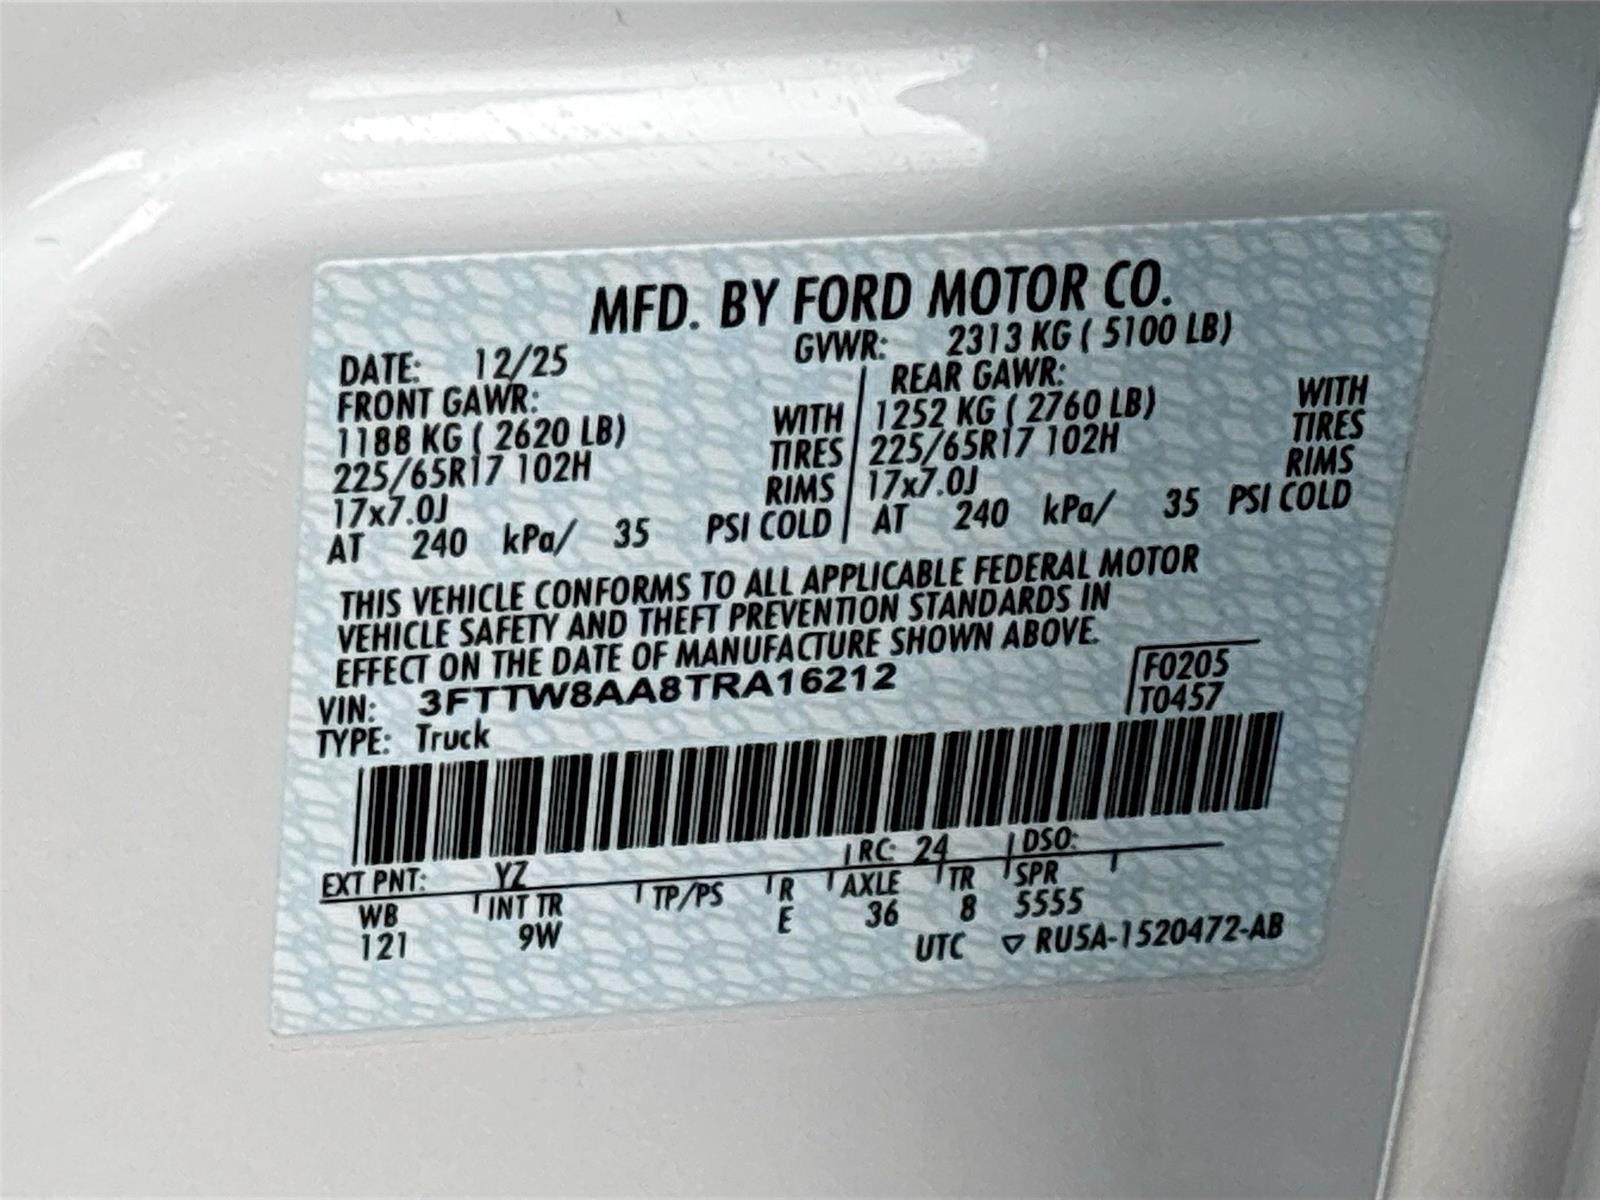 MFD. BY FORD MOTOR CO.
DATE: 12/25 GVWR: 2313 KG ( 5100 LB)
FRONT GAWR: REAR GAWR:
1188 KG ( 2620 LB) WITH 1252 KG ( 2760 LB) WITH
225/65R17 102H TIRES 225/65R17 102H TIRES
17x7.0J RIMS 17x7.0J RIMS
AT 240 kPa/ 35 PSI COLD AT 240 kPa/ 35 PSI COLD
THIS VEHICLE CONFORMS TO ALL APPLICABLE FEDERAL MOTOR
VEHICLE SAFETY AND THEFT PREVENTION STANDARDS IN
EFFECT ON THE DATE OF MANUFACTURE SHOWN ABOVE.
VIN: 3FTTW8AA8TRA16212 F0205
TYPE: Truck T0457
EXT PNT: YZ RC: 24 DSO:
WB INT TR TP/PS R AXLE TR SPR
121 9W E 36 8 5555
UTC ▽ RU5A-1520472-AB